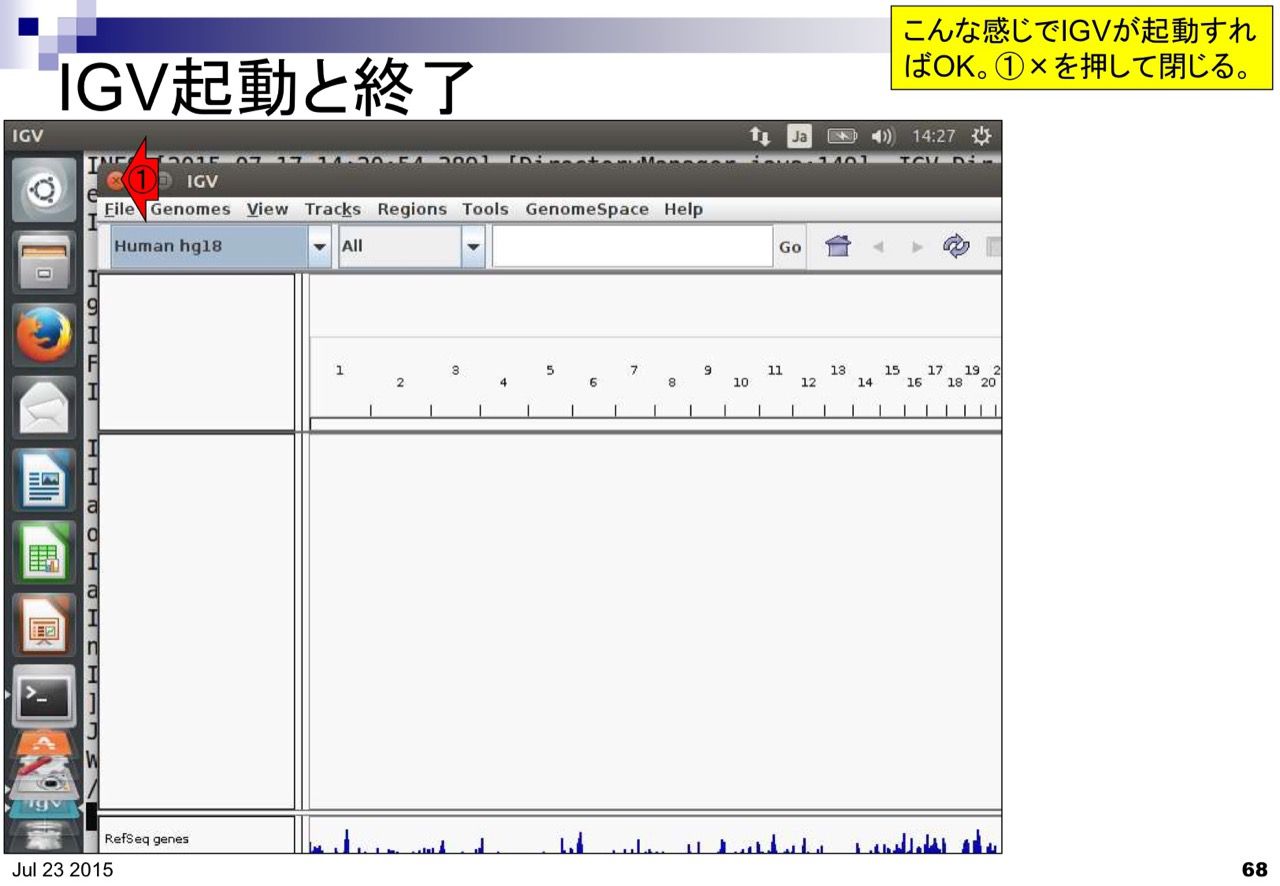 こんな感じでIGVが起動すれ
ばOK。①×を押して閉じる。
IGV起動と終了
IGV
Ja
14:27
①
IGV
File Genomes View Tracks Regions Tools GenomeSpace Help
Human hg18 All Go
1 2 3 4 5 6 7 8 9 10 11 12 13 14 15 16 17 18 19 20 2
RefSeq genes
Jul 23 2015
68